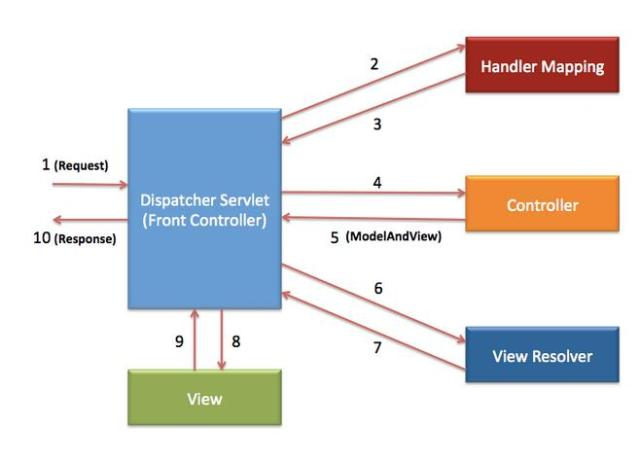 2
Handler Mapping
3
1 (Request)
4
Dispatcher Servlet
(Front Controller)
Controller
10 (Response)
5 (ModelAndView)
6
7
View Resolver
9
8
View